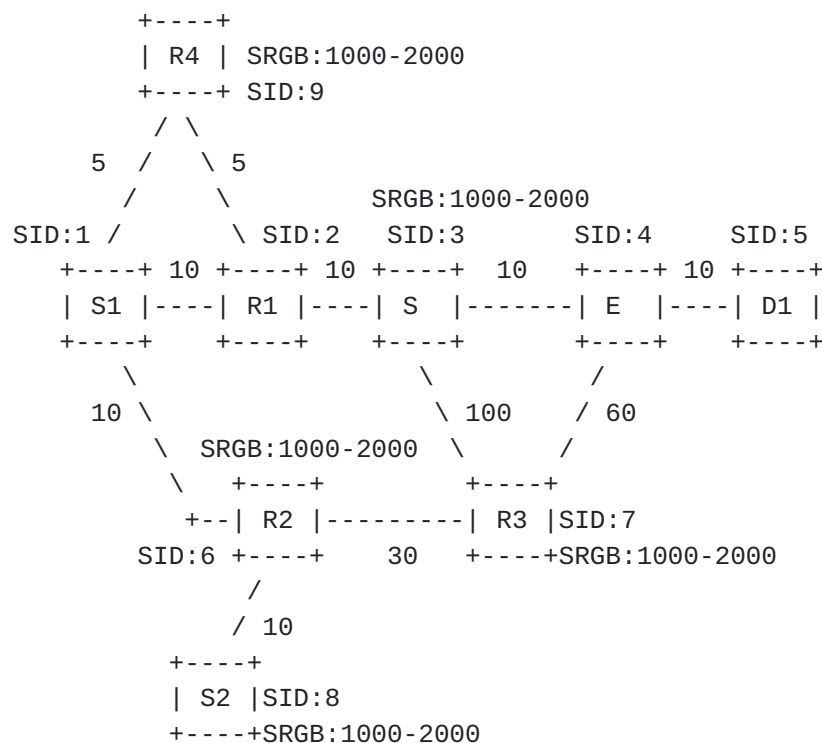 +----+
| R4 | SRGB:1000-2000
+----+ SID:9
/ \
5 / \ 5
/ \ SRGB:1000-2000
SID:1 / \ SID:2 SID:3 SID:4 SID:5
+----+ 10 +----+ 10 +----+ 10 +----+ 10 +----+
| S1 |----| R1 |----| S |-------| E |----| D1 |
+----+ +----+ +----+ +----+ +----+
\ \ /
10 \ \ 100 / 60
\ SRGB:1000-2000 \ /
\ +----+ +----+
+--| R2 |---------| R3 |SID:7
SID:6 +----+ 30 +----+SRGB:1000-2000
/
/ 10
+----+
| S2 |SID:8
+----+SRGB:1000-2000